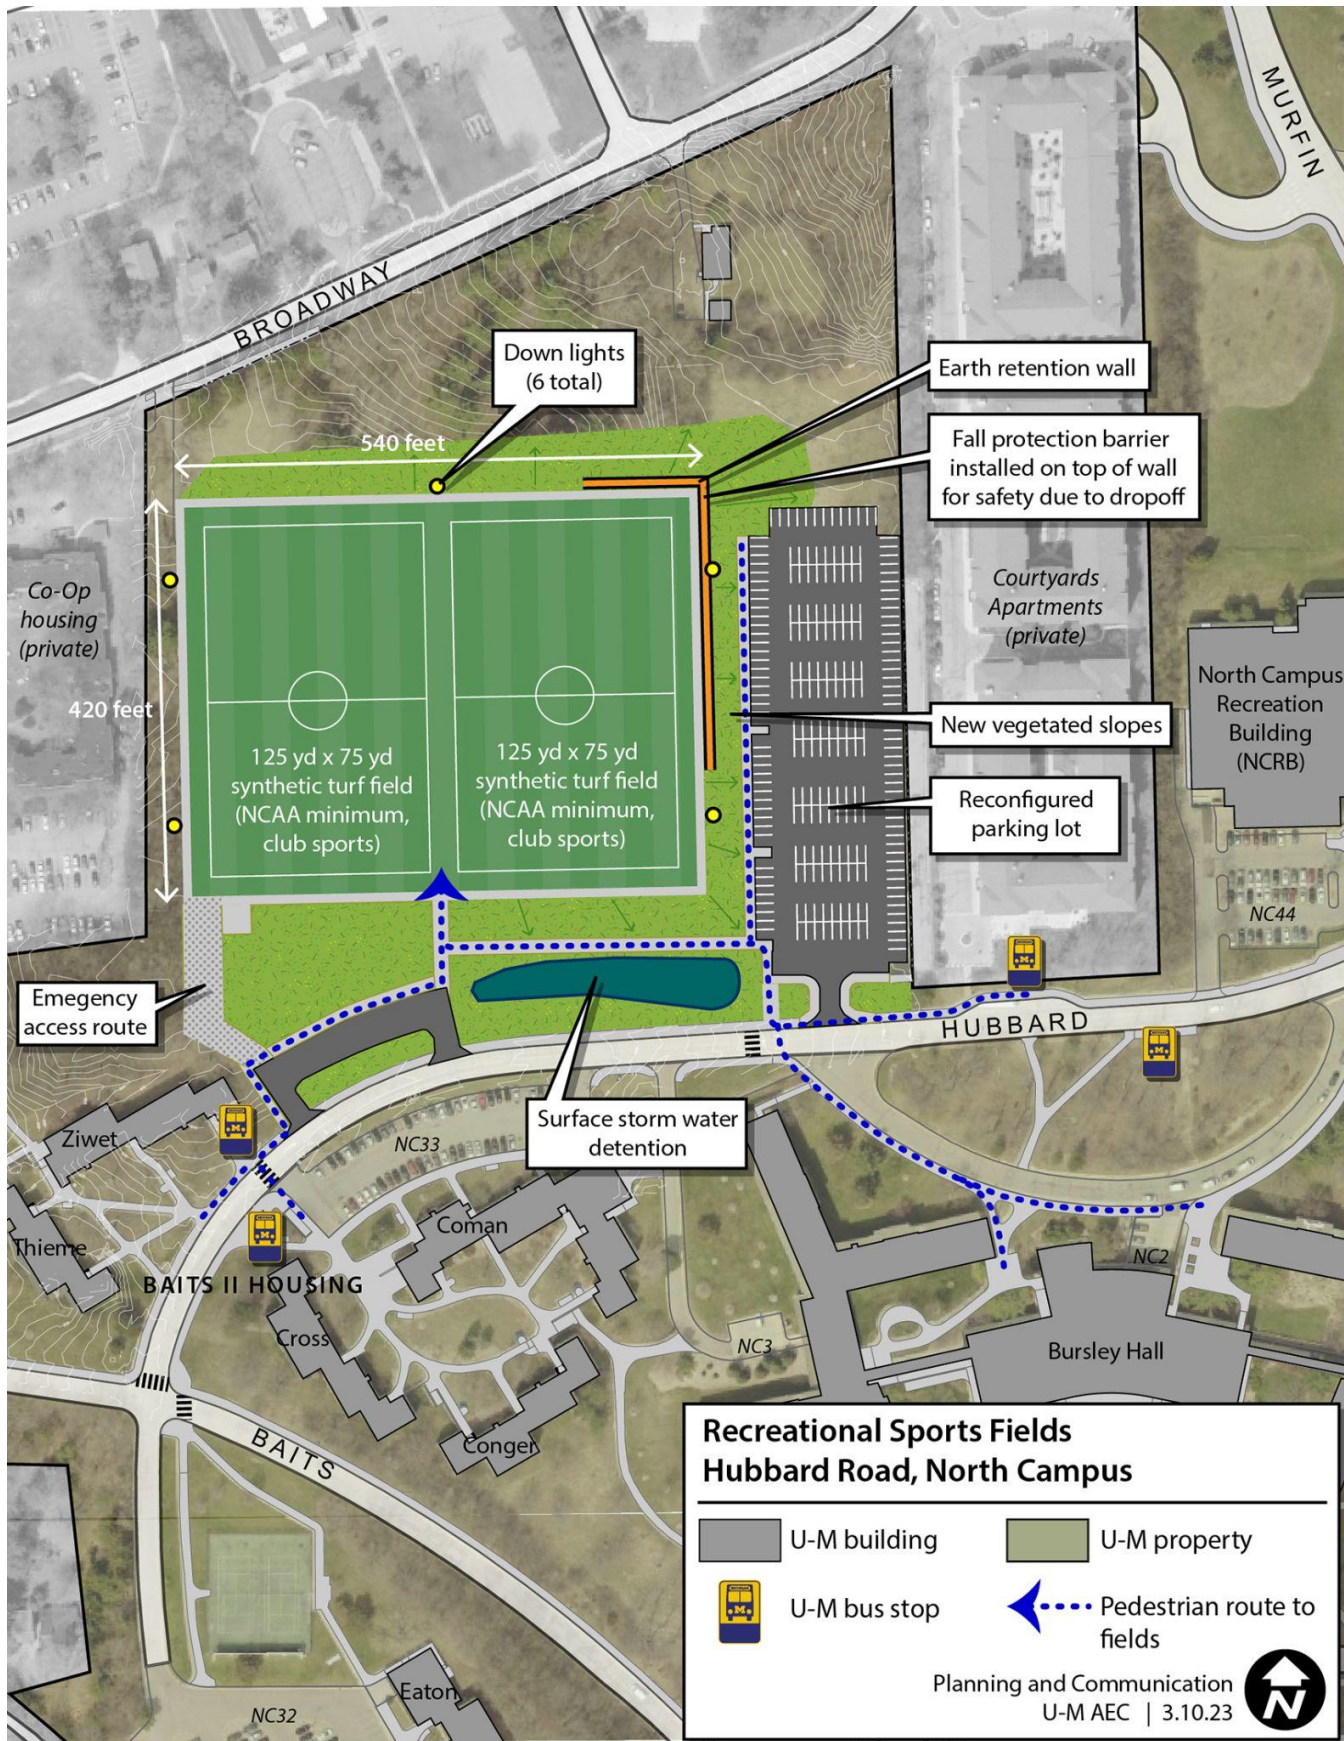 MURFIN
BROADWAY
Down lights
(6 total)
Earth retention wall
540 feet
Fall protection barrier
installed on top of wall
for safety due to dropoff
Co-Op
housing
(private)
Courtyards
Apartments
(private)
420 feet
North Campus
Recreation
Building
(NCRB)
New vegetated slopes
125 yd x 75 yd
synthetic turf field
(NCAA minimum,
club sports)
125 yd x 75 yd
synthetic turf field
(NCAA minimum,
club sports)
Reconfigured
parking lot
NC44
Emegency
access route
HUBBARD
Surface storm water
detention
Ziwet
NC33
Thieme
Coman
BAITS II HOUSING
NC2
Cross
NC3
Bursley Hall
Conger
BAITS
Eaton
NC32
Recreational Sports Fields
Hubbard Road, North Campus
U-M building
U-M property
U-M bus stop
Pedestrian route to
fields
Planning and Communication
U-M AEC | 3.10.23
N